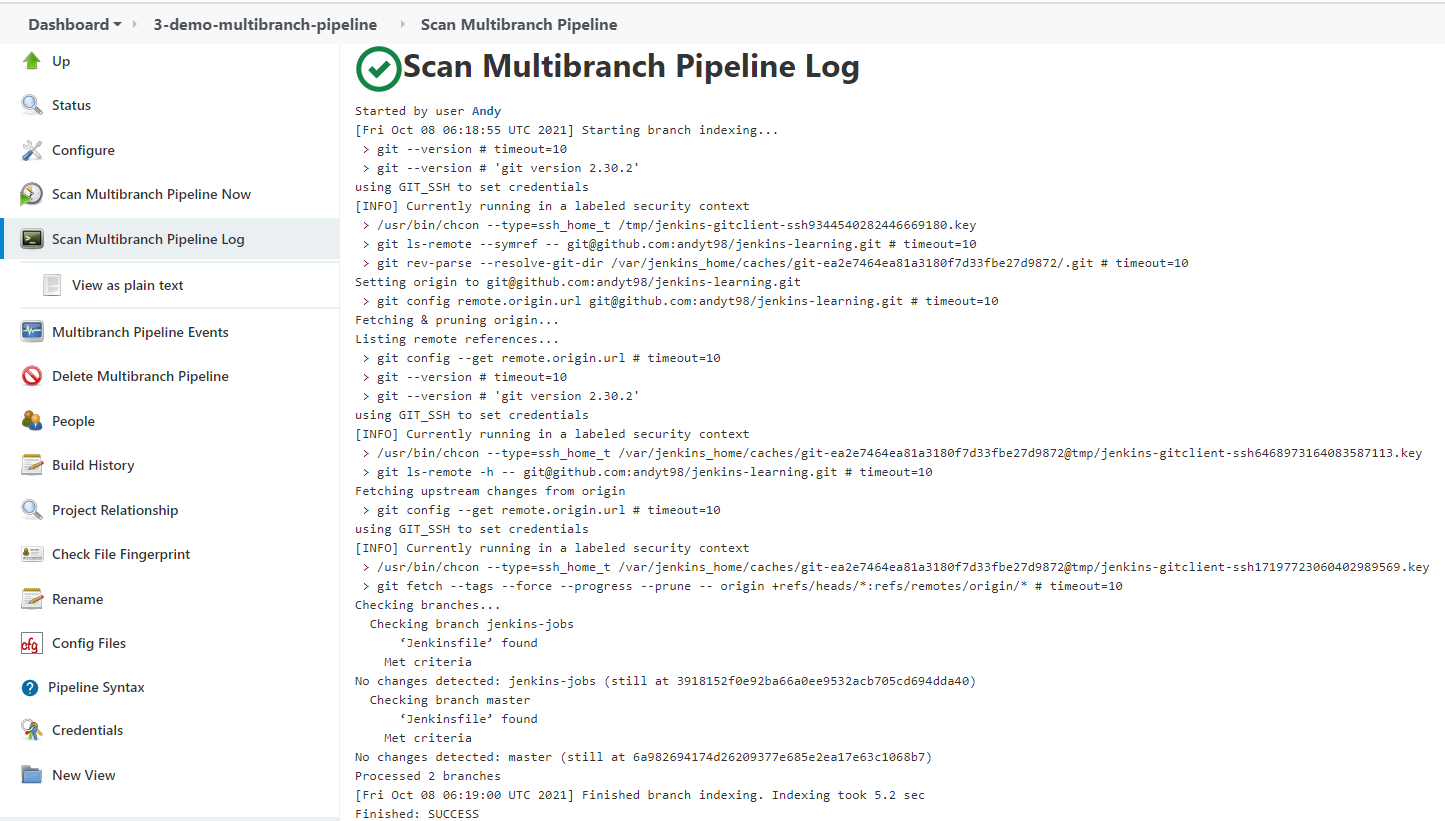 Dashboard
3-demo-multibranch-pipeline
Scan Multibranch Pipeline
Up
Status
Configure
Scan Multibranch Pipeline Now
Scan Multibranch Pipeline Log
View as plain text
Multibranch Pipeline Events
Delete Multibranch Pipeline
People
Build History
Project Relationship
Check File Fingerprint
Rename
cfg
Config Files
Pipeline Syntax
Credentials
New View
Scan Multibranch Pipeline Log
Started by user Andy
[Fri Oct 08 06:18:55 UTC 2021] Starting branch indexing...
 > git --version # timeout=10
 > git --version # 'git version 2.30.2'
using GIT_SSH to set credentials
[INFO] Currently running in a labeled security context
 > /usr/bin/chcon --type=ssh_home_t /tmp/jenkins-gitclient-ssh9344540282446669180.key
 > git ls-remote --symref -- git@github.com:andyt98/jenkins-learning.git # timeout=10
 > git rev-parse --resolve-git-dir /var/jenkins_home/caches/git-ea2e7464ea81a3180f7d33fbe27d9872/.git # timeout=10
Setting origin to git@github.com:andyt98/jenkins-learning.git
 > git config remote.origin.url git@github.com:andyt98/jenkins-learning.git # timeout=10
Fetching & pruning origin...
Listing remote references...
 > git config --get remote.origin.url # timeout=10
 > git --version # timeout=10
 > git --version # 'git version 2.30.2'
using GIT_SSH to set credentials
[INFO] Currently running in a labeled security context
 > /usr/bin/chcon --type=ssh_home_t /var/jenkins_home/caches/git-ea2e7464ea81a3180f7d33fbe27d9872@tmp/jenkins-gitclient-ssh6468973164083587113.key
 > git ls-remote -h -- git@github.com:andyt98/jenkins-learning.git # timeout=10
Fetching upstream changes from origin
 > git config --get remote.origin.url # timeout=10
using GIT_SSH to set credentials
[INFO] Currently running in a labeled security context
 > /usr/bin/chcon --type=ssh_home_t /var/jenkins_home/caches/git-ea2e7464ea81a3180f7d33fbe27d9872@tmp/jenkins-gitclient-ssh17197723060402989569.key
 > git fetch --tags --force --progress --prune -- origin +refs/heads/*:refs/remotes/origin/* # timeout=10
Checking branches...
  Checking branch jenkins-jobs
      ‘Jenkinsfile’ found
    Met criteria
No changes detected: jenkins-jobs (still at 3918152f0e92ba66a0ee9532acb705cd694dda40)
  Checking branch master
      ‘Jenkinsfile’ found
    Met criteria
No changes detected: master (still at 6a982694174d26209377e685e2ea17e63c1068b7)
Processed 2 branches
[Fri Oct 08 06:19:00 UTC 2021] Finished branch indexing. Indexing took 5.2 sec
Finished: SUCCESS